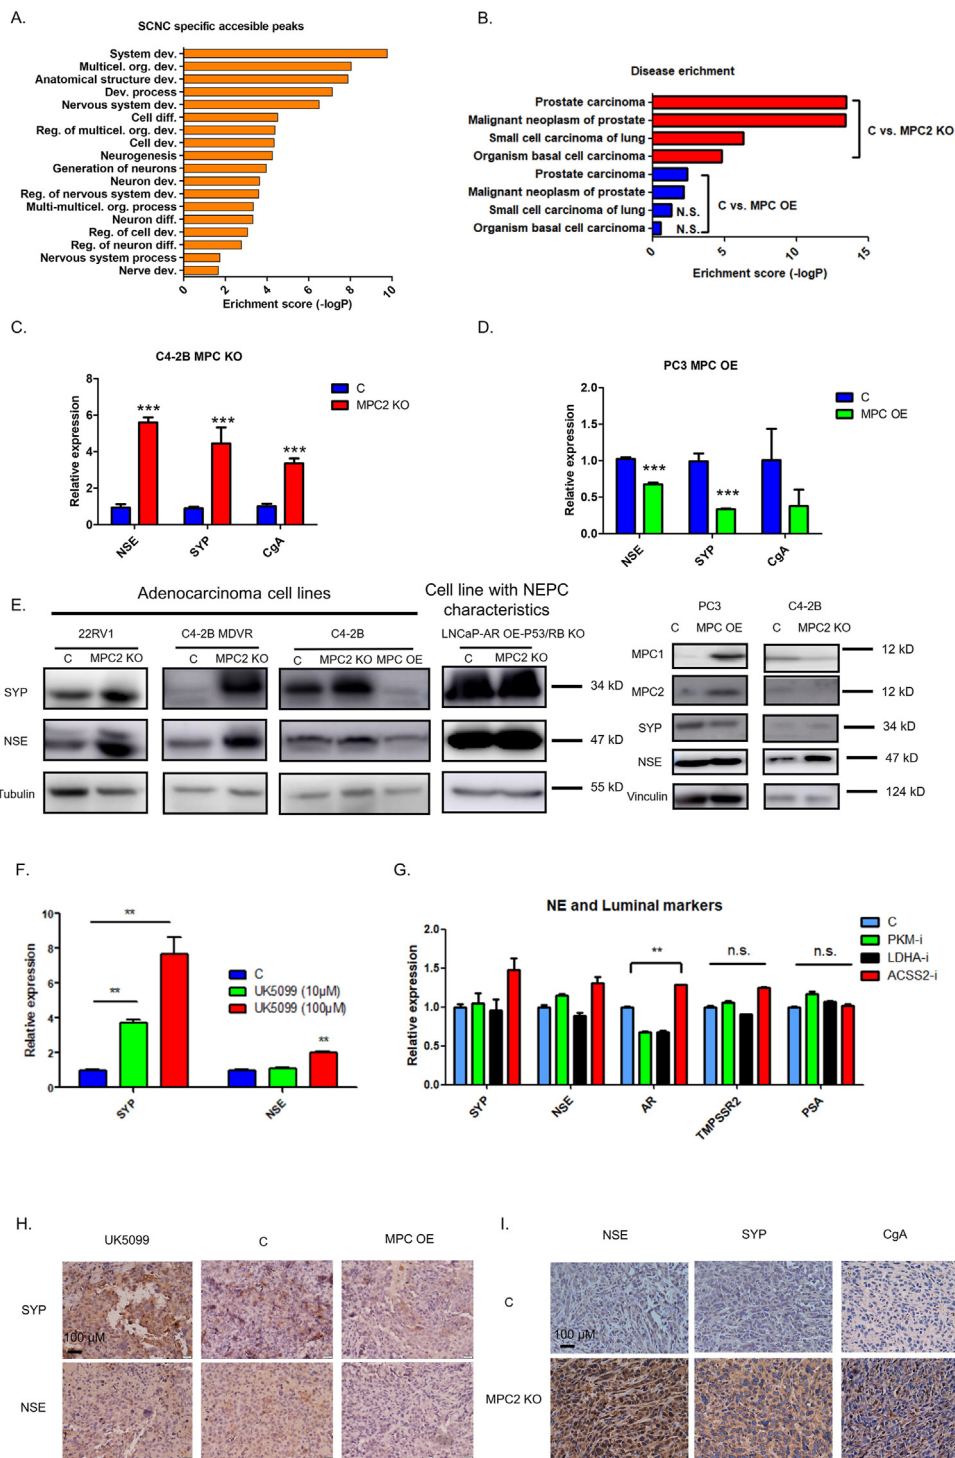 A.
SCNC specific accesible peaks
System dev.
Multicel. org. dev.
Anatomical structure dev.
Dev. process
Nervous system dev.
Cell diff.
Reg. of multicel. org. dev.
Cell dev.
Neurogenesis
Generation of neurons
Neuron dev.
Reg. of nervous system dev.
Multi-multicel. org. process
Neuron diff.
Reg. of cell dev.
Reg. of neuron diff.
Nervous system process
Nerve dev.
0 2 4 6 8 10
Enrichment score (-logP)
B.
Disease enrichment
Prostate carcinoma
Malignant neoplasm of prostate
Small cell carcinoma of lung
Organism basal cell carcinoma
C vs. MPC2 KO
Prostate carcinoma
Malignant neoplasm of prostate
Small cell carcinoma of lung N.S.
Organism basal cell carcinoma N.S.
C vs. MPC OE
0 5 10 15
Enrichment score (-logP)
C.
C4-2B MPC KO
Relative expression
8
6
4
2
0
*** *** ***
NSE SYP CgA
C
MPC2 KO
D.
PC3 MPC OE
Relative expression
2.0
1.5
1.0
0.5
0.0
*** ***
NSE SYP CgA
C
MPC OE
E.
Adenocarcinoma cell lines
Cell line with NEPC
characteristics
22RV1 C4-2B MDVR C4-2B LNCaP-AR OE-P53/RB KO
C MPC2 KO C MPC2 KO C MPC2 KO MPC OE C MPC2 KO
SYP 34 kD
NSE 47 kD
Tubulin 55 kD
PC3 C4-2B
C MPC OE C MPC2 KO
MPC1 12 kD
MPC2 12 kD
SYP 34 kD
NSE 47 kD
Vinculin 124 kD
F.
Relative expression
10
8
6
4
2
0
**
**
**
SYP NSE
C
UK5099 (10µM)
UK5099 (100µM)
G.
NE and Luminal markers
Relative expression
2.0
1.5
1.0
0.5
0.0
** n.s. n.s.
SYP NSE AR TMPSSR2 PSA
C
PKM-i
LDHA-i
ACSS2-i
H.
UK5099 C MPC OE
SYP
100 µM
NSE
I.
NSE SYP CgA
C
100 µM
MPC2 KO